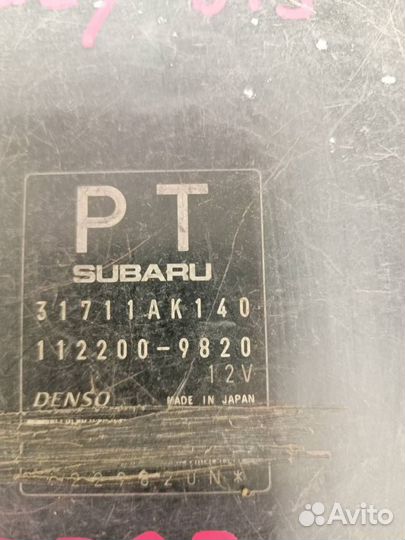 PT
SUBARU
31711AK140
112200-9820
12V
DENSO MADE IN JAPAN
Avito